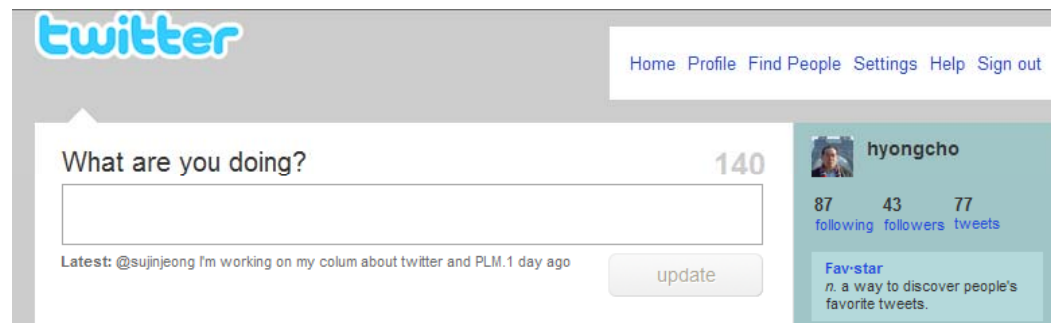 twitter
Home Profile Find People Settings Help Sign out
What are you doing? 140
Latest: @sujinjeong I'm working on my colum about twitter and PLM.1 day ago
update
hyongcho
87 43 77
following followers tweets
Fav·star
n. a way to discover people's
favorite tweets.